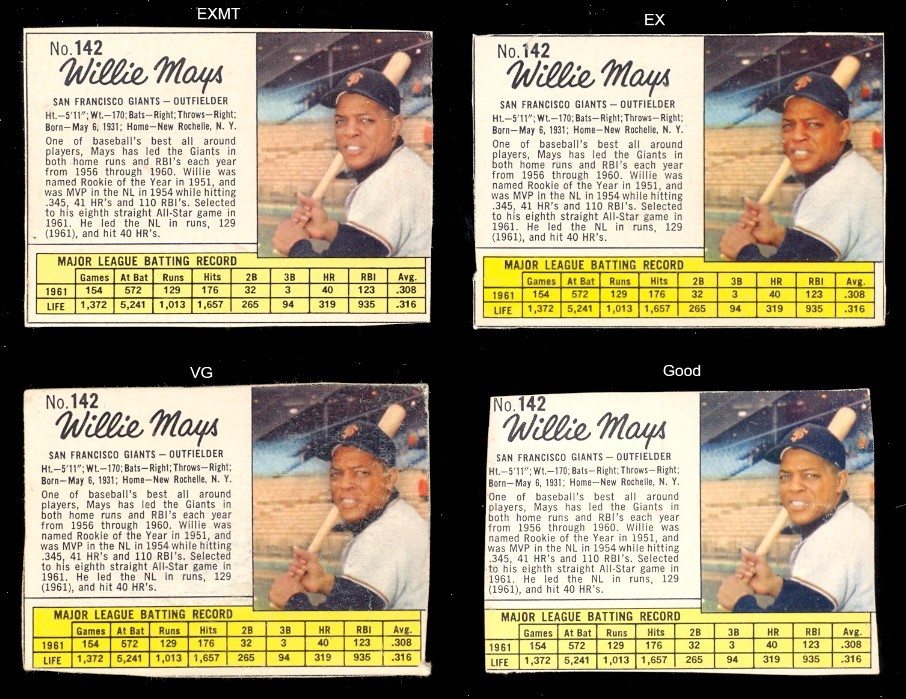 EXMT
No.142
Willie Mays
SAN FRANCISCO GIANTS — OUTFIELDER
Ht.—5'11"; Wt.—170; Bats—Right; Throws—Right;
Born—May 6, 1931; Home—New Rochelle, N. Y.
One of baseball's best all around
players, Mays has led the Giants in
both home runs and RBI's each year
from 1956 through 1960. Willie was
named Rookie of the Year in 1951, and
was MVP in the NL in 1954 while hitting
.345, 41 HR's and 110 RBI's. Selected
to his eighth straight All-Star game in
1961. He led the NL in runs, 129
(1961), and hit 40 HR's.
MAJOR LEAGUE BATTING RECORD
Games At Bat Runs Hits 2B 3B HR RBI Avg.
1961 154 572 129 176 32 3 40 123 .308
LIFE 1,372 5,241 1,013 1,657 265 94 319 935 .316
EX
No.142
Willie Mays
SAN FRANCISCO GIANTS — OUTFIELDER
Ht.—5'11"; Wt.—170; Bats—Right; Throws—Right;
Born—May 6, 1931; Home—New Rochelle, N. Y.
One of baseball's best all around
players, Mays has led the Giants in
both home runs and RBI's each year
from 1956 through 1960. Willie was
named Rookie of the Year in 1951, and
was MVP in the NL in 1954 while hitting
.345, 41 HR's and 110 RBI's. Selected
to his eighth straight All-Star game in
1961. He led the NL in runs, 129
(1961), and hit 40 HR's.
MAJOR LEAGUE BATTING RECORD
Games At Bat Runs Hits 2B 3B HR RBI Avg.
1961 154 572 129 176 32 3 40 123 .308
LIFE 1,372 5,241 1,013 1,657 265 94 319 935 .316
VG
No.142
Willie Mays
SAN FRANCISCO GIANTS — OUTFIELDER
Ht.—5'11"; Wt.—170; Bats—Right; Throws—Right;
Born—May 6, 1931; Home—New Rochelle, N. Y.
One of baseball's best all around
players, Mays has led the Giants in
both home runs and RBI's each year
from 1956 through 1960. Willie was
named Rookie of the Year in 1951, and
was MVP in the NL in 1954 while hitting
.345, 41 HR's and 110 RBI's. Selected
to his eighth straight All-Star game in
1961. He led the NL in runs, 129
(1961), and hit 40 HR's.
MAJOR LEAGUE BATTING RECORD
Games At Bat Runs Hits 2B 3B HR RBI Avg.
1961 154 572 129 176 32 3 40 123 .308
LIFE 1,372 5,241 1,013 1,657 265 94 319 935 .316
Good
No.142
Willie Mays
SAN FRANCISCO GIANTS — OUTFIELDER
Ht.—5'11"; Wt.—170; Bats—Right; Throws—Right;
Born—May 6, 1931; Home—New Rochelle, N. Y.
One of baseball's best all around
players, Mays has led the Giants in
both home runs and RBI's each year
from 1956 through 1960. Willie was
named Rookie of the Year in 1951, and
was MVP in the NL in 1954 while hitting
.345, 41 HR's and 110 RBI's. Selected
to his eighth straight All-Star game in
1961. He led the NL in runs, 129
(1961), and hit 40 HR's.
MAJOR LEAGUE BATTING RECORD
Games At Bat Runs Hits 2B 3B HR RBI Avg.
1961 154 572 129 176 32 3 40 123 .308
LIFE 1,372 5,241 1,013 1,657 265 94 319 935 .316